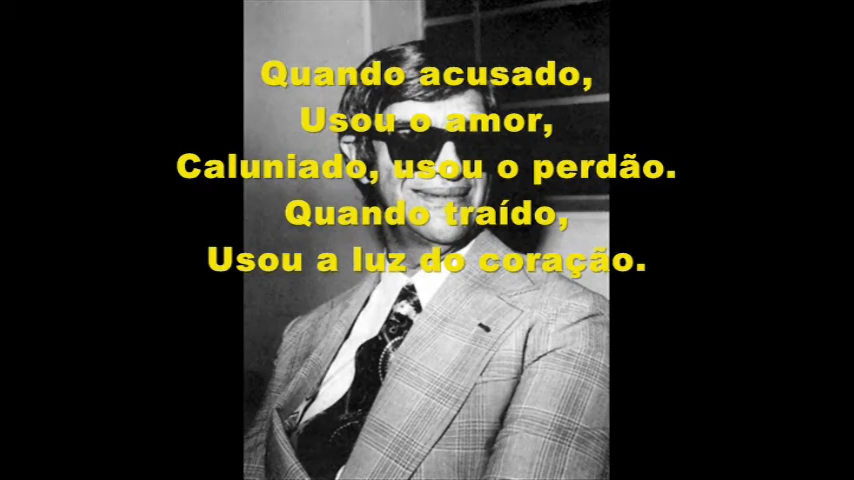 Quando acusado,
Usou o amor,
Caluniado, usou o perdão.
Quando traído,
Usou a luz do coração.